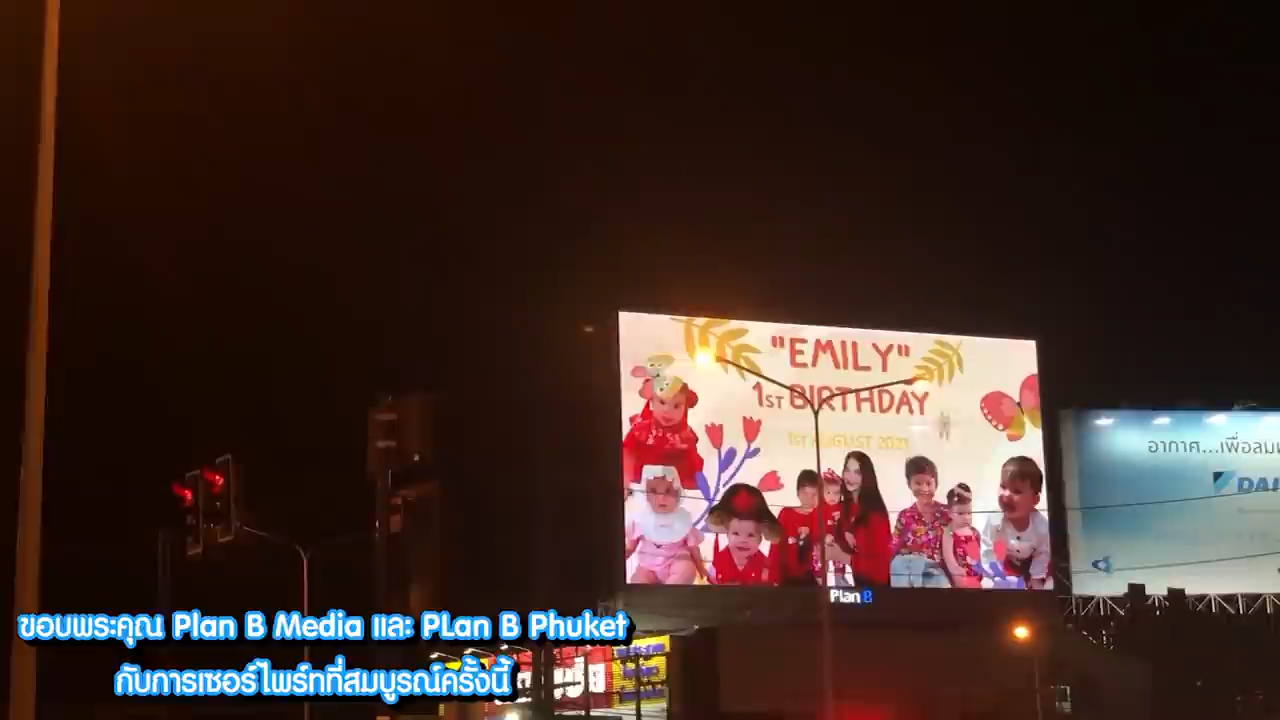 "EMILY"
1ST BIRTHDAY
1ST AUGUST 2021
อากาศ...เพื่อลม
DAI
Plan B
ขอบพระคุณ Plan B Media และ PLan B Phuket
กับการเซอร์ไพร์ทที่สมบูรณ์ครั้งนี้